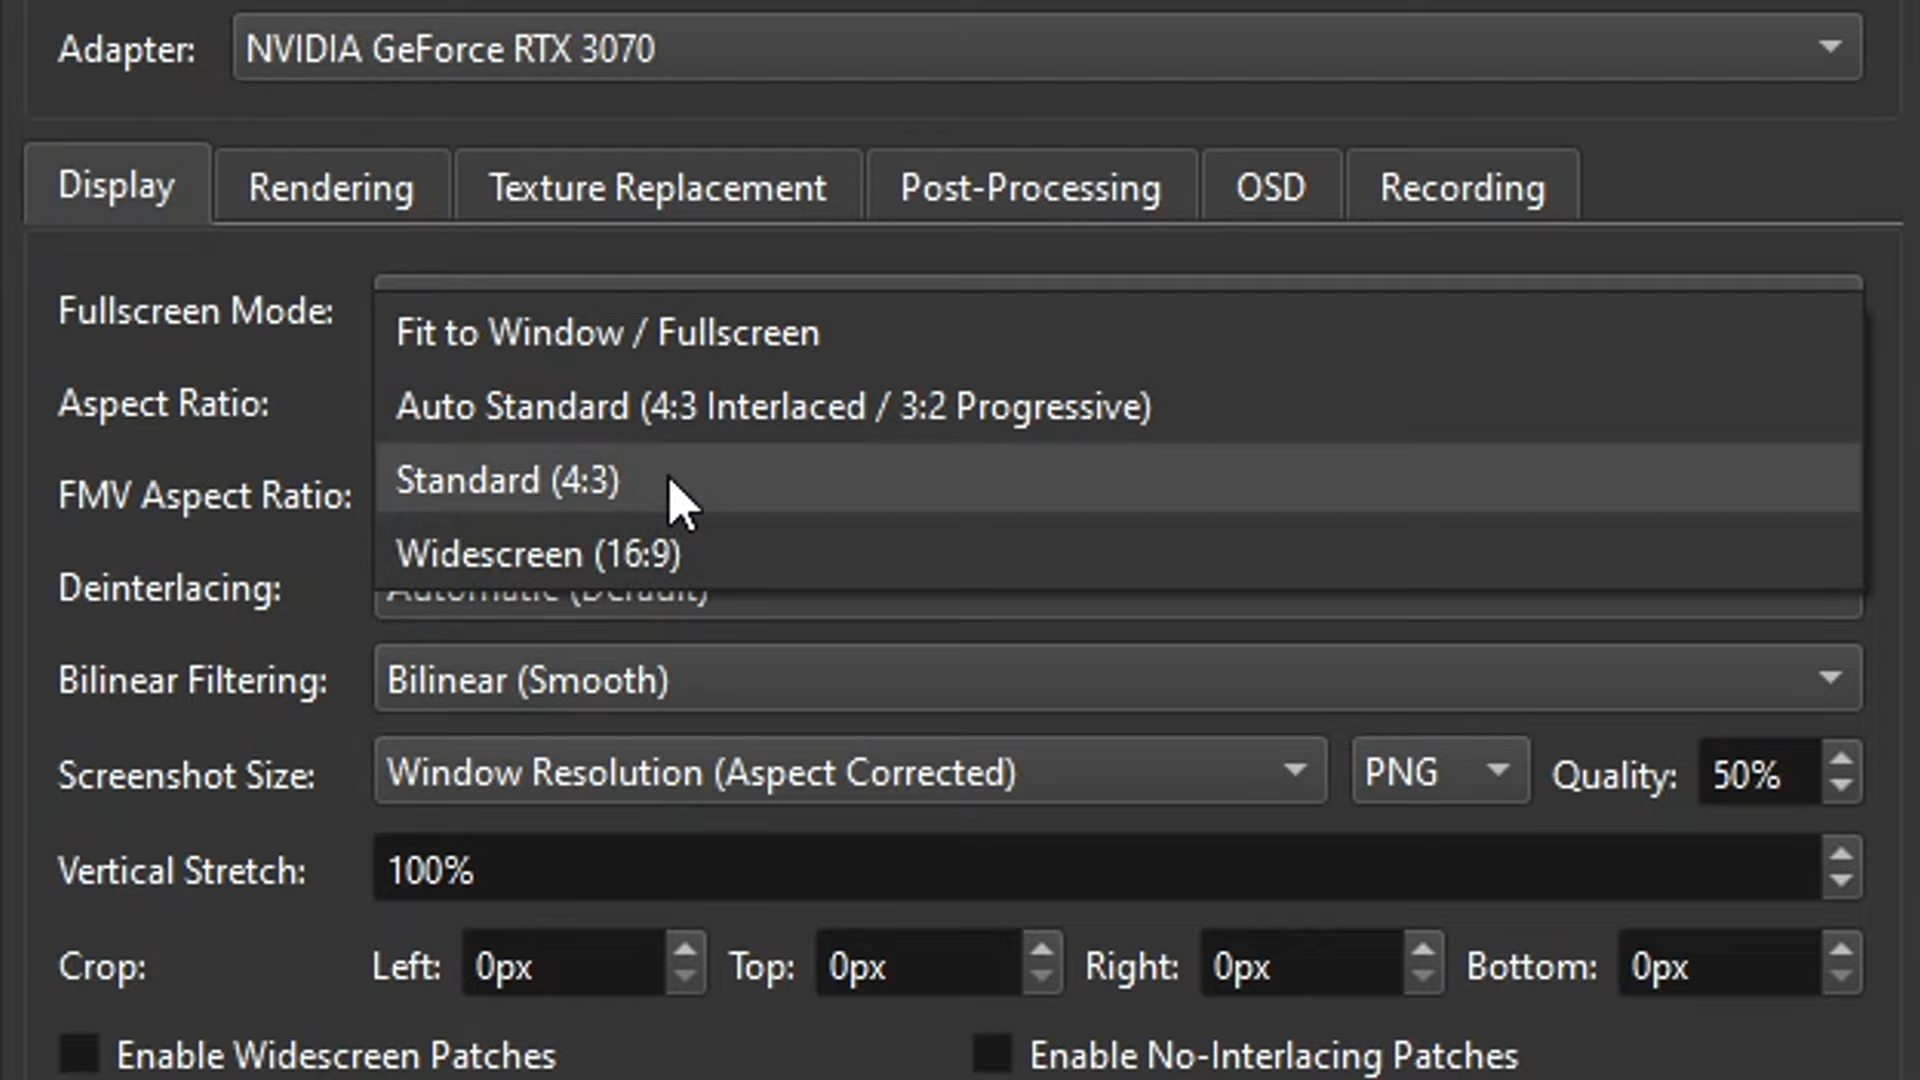 Adapter: NVIDIA GeForce RTX 3070
Display Rendering Texture Replacement Post-Processing OSD Recording
Fullscreen Mode:
Fit to Window / Fullscreen
Aspect Ratio: Auto Standard (4:3 Interlaced / 3:2 Progressive)
FMV Aspect Ratio: Standard (4:3)
Widescreen (16:9)
Deinterlacing: Automatic (Default)
Bilinear Filtering: Bilinear (Smooth)
Screenshot Size: Window Resolution (Aspect Corrected) PNG Quality: 50%
Vertical Stretch: 100%
Crop: Left: 0px Top: 0px Right: 0px Bottom: 0px
Enable Widescreen Patches Enable No-Interlacing Patches